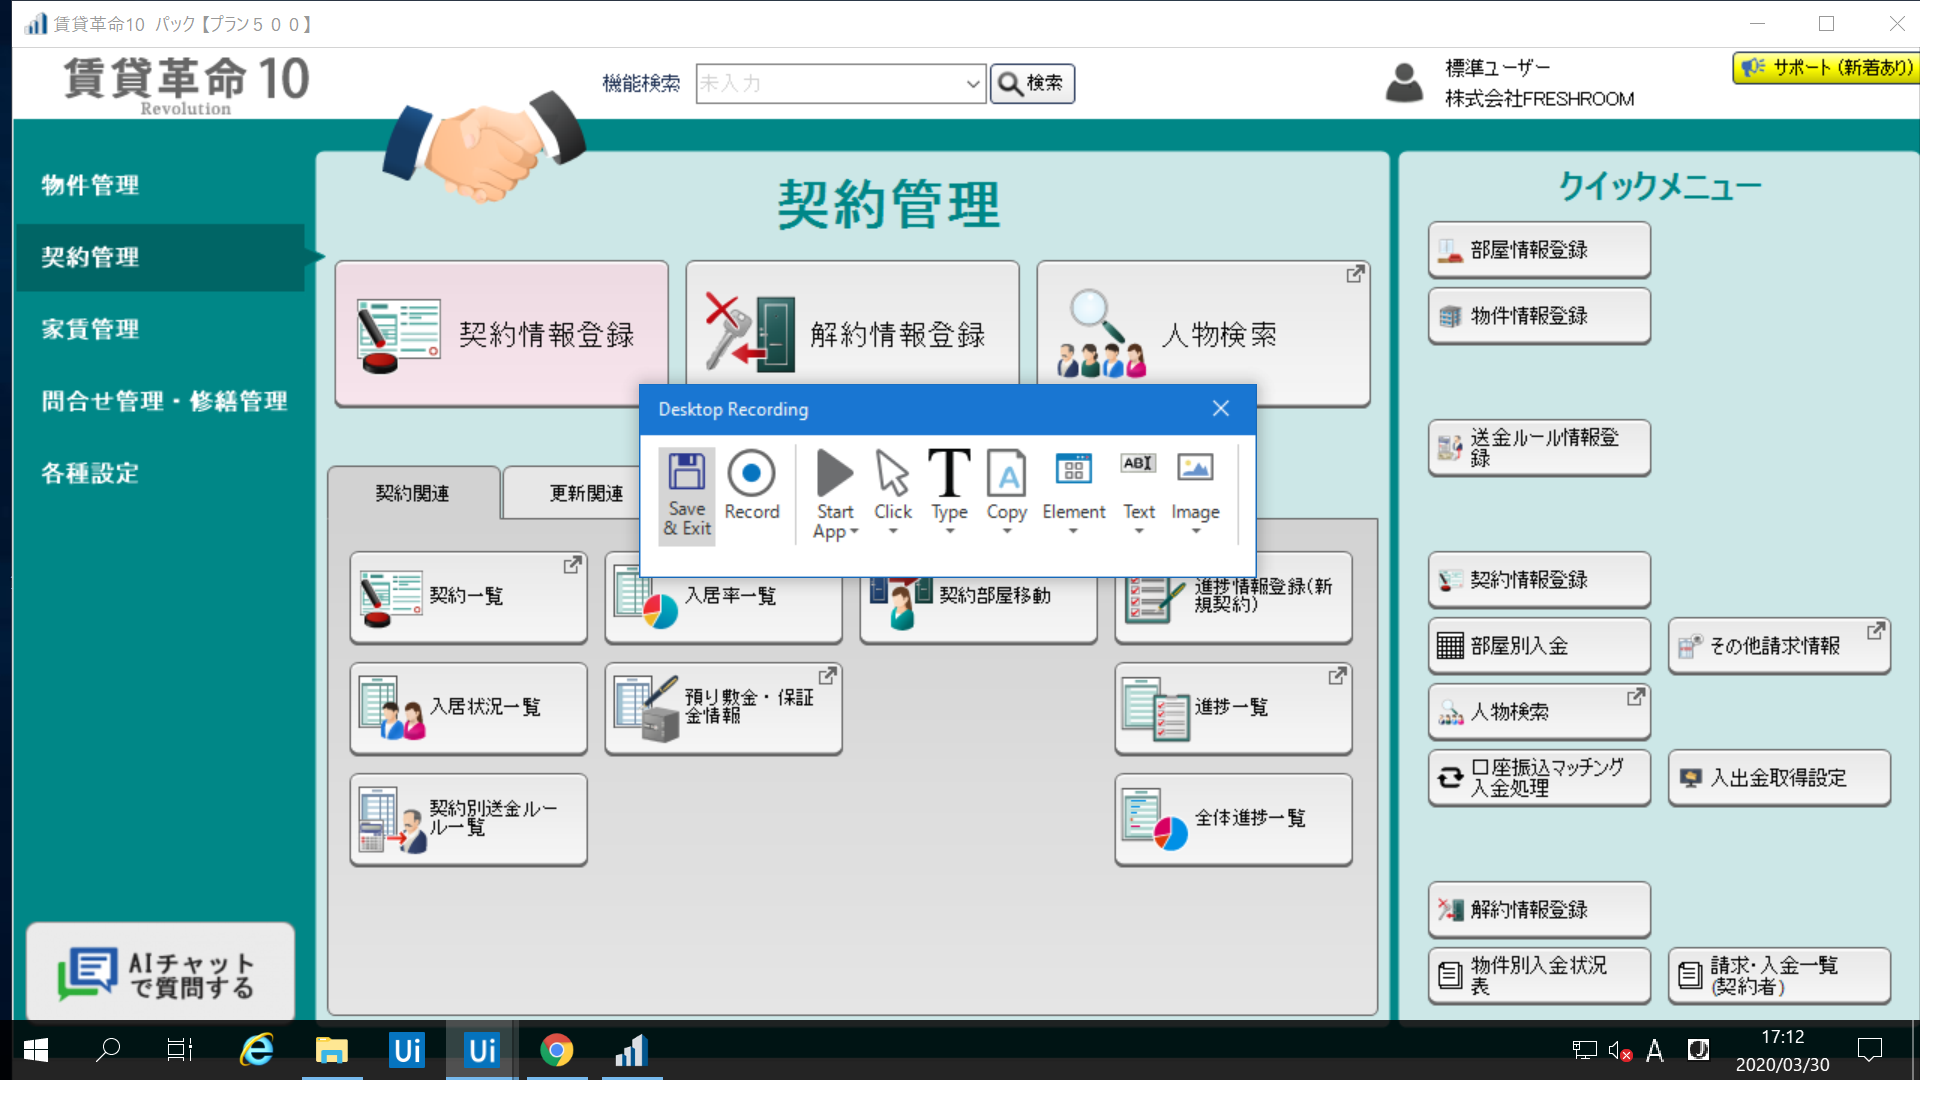 賃貸革命10 パック【プラン５００】
賃貸革命 10
Revolution
機能検索
未入力
検索
標準ユーザー
株式会社FRESHROOM
サポート (新着あり)
物件管理
契約管理
家賃管理
問合せ管理・修繕管理
各種設定
AIチャット
で質問する
契約管理
契約情報登録
解約情報登録
人物検索
Desktop Recording
Save
& Exit
Record
Start
App
Click
Type
Copy
Element
Text
Image
契約関連
更新関連
契約一覧
入居率一覧
契約部屋移動
進捗情報登録(新
規契約)
入居状況一覧
預り敷金・保証
金情報
進捗一覧
契約別送金ルー
ル一覧
全体進捗一覧
クイックメニュー
部屋情報登録
物件情報登録
送金ルール情報登
録
契約情報登録
部屋別入金
その他請求情報
人物検索
口座振込マッチング
入金処理
入出金取得設定
解約情報登録
物件別入金状況
表
請求・入金一覧
(契約者)
Ui
Ui
A
17:12
2020/03/30